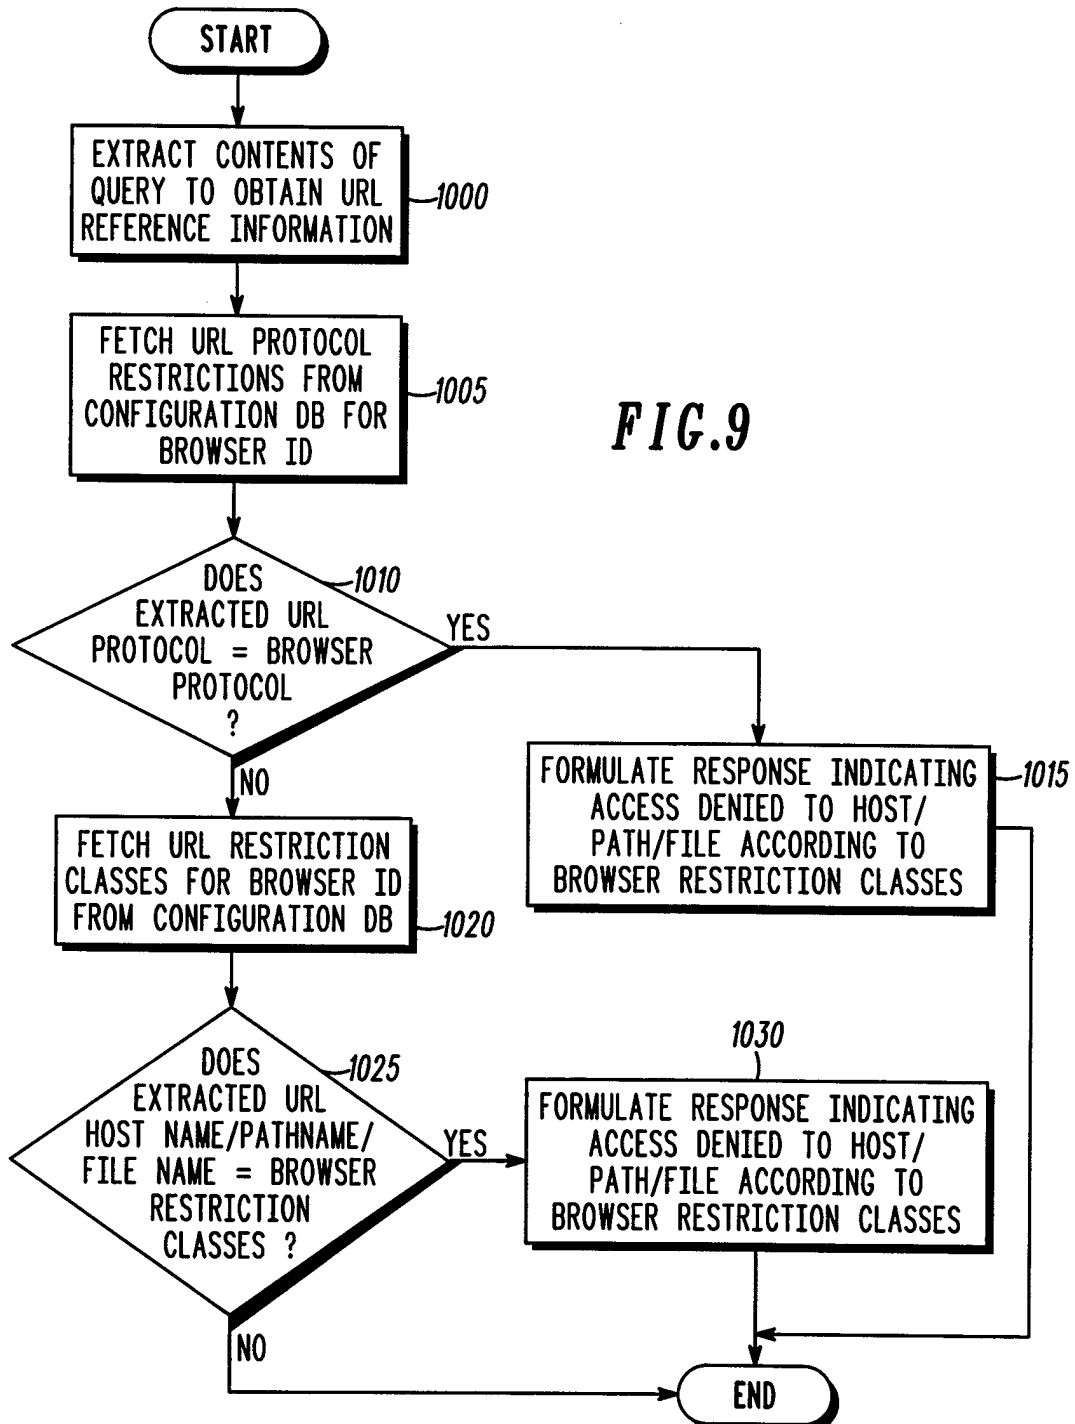 START
EXTRACT CONTENTS OF
QUERY TO OBTAIN URL
REFERENCE INFORMATION
1000
FETCH URL PROTOCOL
RESTRICTIONS FROM
CONFIGURATION DB FOR
BROWSER ID
1005
FIG.9
DOES
EXTRACTED URL
PROTOCOL = BROWSER
PROTOCOL
?
1010
YES
NO
FORMULATE RESPONSE INDICATING
ACCESS DENIED TO HOST/
PATH/FILE ACCORDING TO
BROWSER RESTRICTION CLASSES
1015
FETCH URL RESTRICTION
CLASSES FOR BROWSER ID
FROM CONFIGURATION DB
1020
DOES
EXTRACTED URL
HOST NAME/PATHNAME/
FILE NAME = BROWSER
RESTRICTION
CLASSES ?
1025
YES
NO
1030
FORMULATE RESPONSE INDICATING
ACCESS DENIED TO HOST/
PATH/FILE ACCORDING TO
BROWSER RESTRICTION CLASSES
END